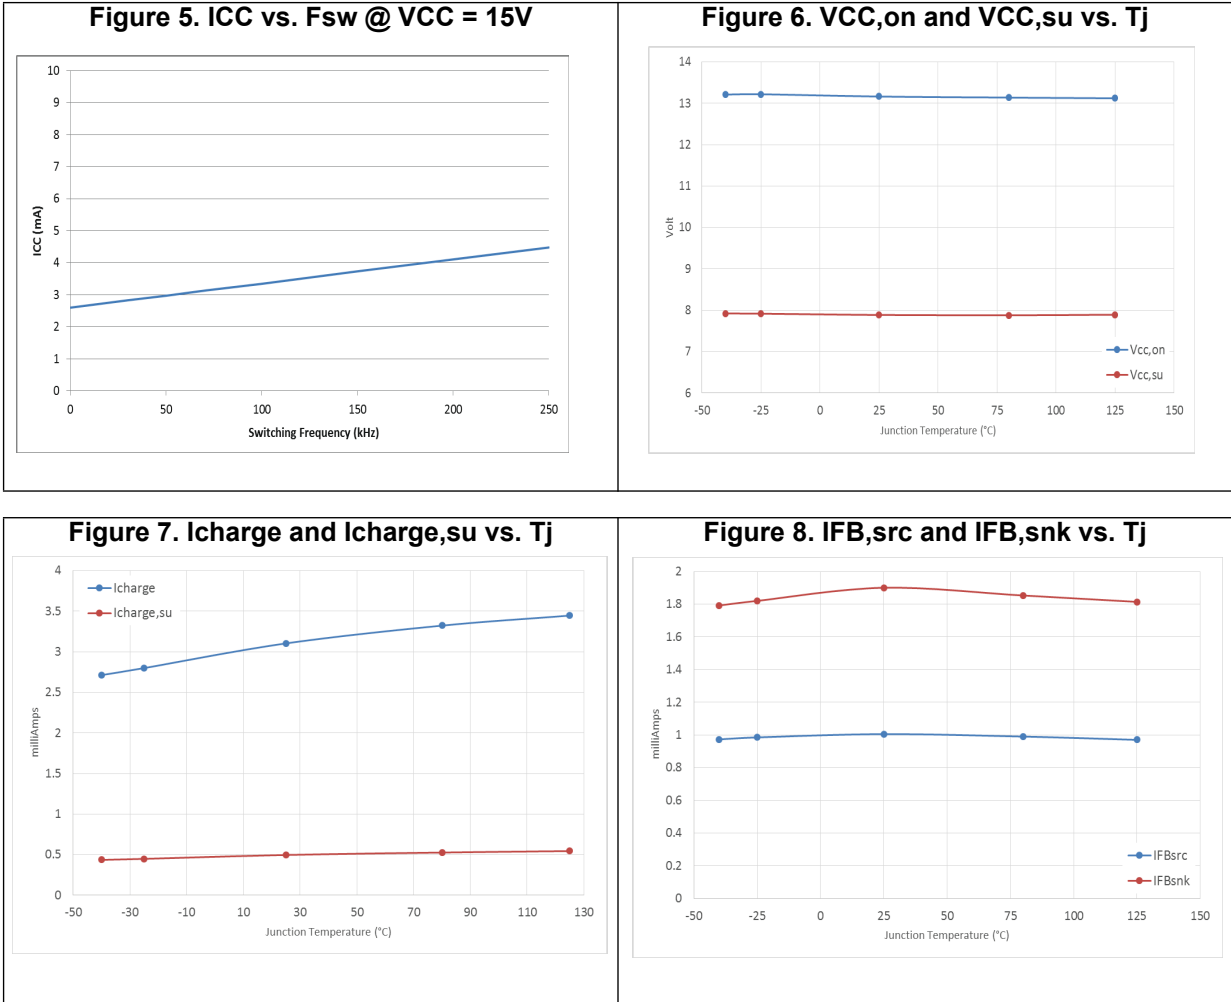 Figure 5. ICC vs. Fsw @ VCC = 15V
10
9
8
7
6
5
4
3
2
1
0
ICC (mA)
0 50 100 150 200 250
Switching Frequency (kHz)
Figure 6. VCC,on and VCC,su vs. Tj
14
13
12
11
10
9
8
7
6
Volt
Vcc,on
Vcc,su
-50 -25 0 25 50 75 100 125 150
Junction Temperature (°C)
Figure 7. Icharge and Icharge,su vs. Tj
4
3.5
3
2.5
2
1.5
1
0.5
0
milliAmps
Icharge
Icharge,su
-50 -30 -10 10 30 50 70 90 110 130
Junction Temperature (°C)
Figure 8. IFB,src and IFB,snk vs. Tj
2
1.8
1.6
1.4
1.2
1
0.8
0.6
0.4
0.2
0
milliAmps
IFBsrc
IFBsnk
-50 -25 0 25 50 75 100 125 150
Junction Temperature (°C)